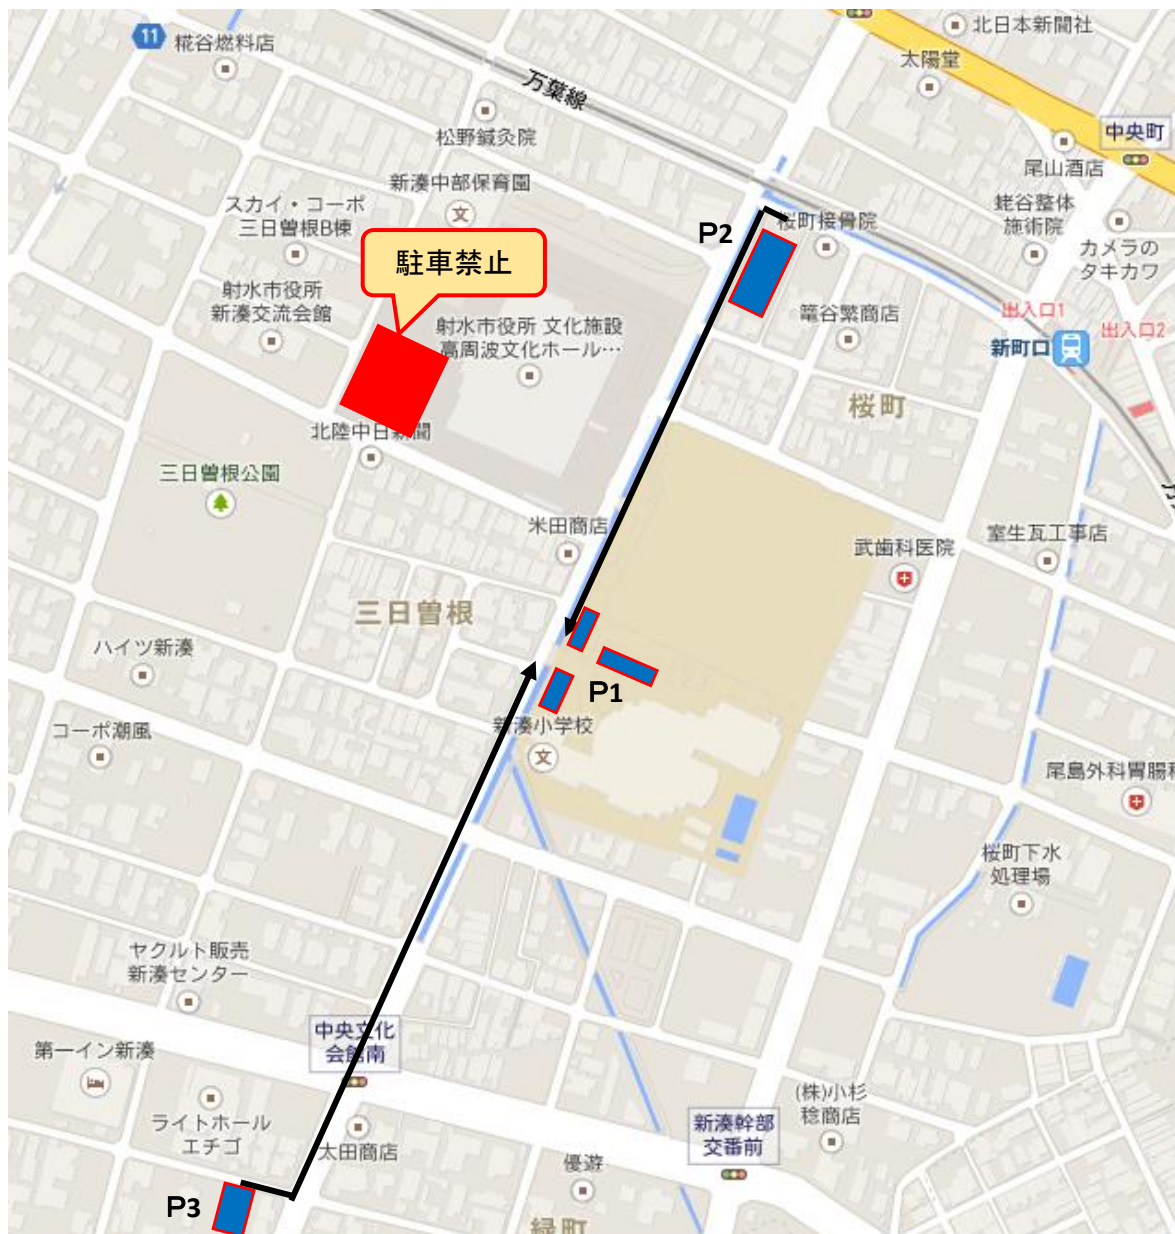 北日本新聞社
11
糀谷燃料店
太陽堂
万葉線
中央町
松野鍼灸院
尾山酒店
新湊中部保育園
文
スカイ・コーポ
三日曽根B棟
蛯谷整体
施術院
P2
桜町接骨院
カメラの
タキカワ
駐車禁止
射水市役所
新湊交流会館
射水市役所 文化施設
高周波文化ホール…
篭谷繁商店
出入口1
出入口2
新町口
桜町
北陸中日新聞
三日曽根公園
米田商店
武歯科医院
室生瓦工事店
三日曽根
ハイツ新湊
P1
新湊小学校
文
コーポ潮風
尾島外科胃腸科
桜町下水
処理場
ヤクルト販売
新湊センター
中央文化
会館南
第一イン新湊
(株)小杉
稔商店
ライトホール
エチゴ
太田商店
新湊幹部
交番前
優遊
P3
緑町